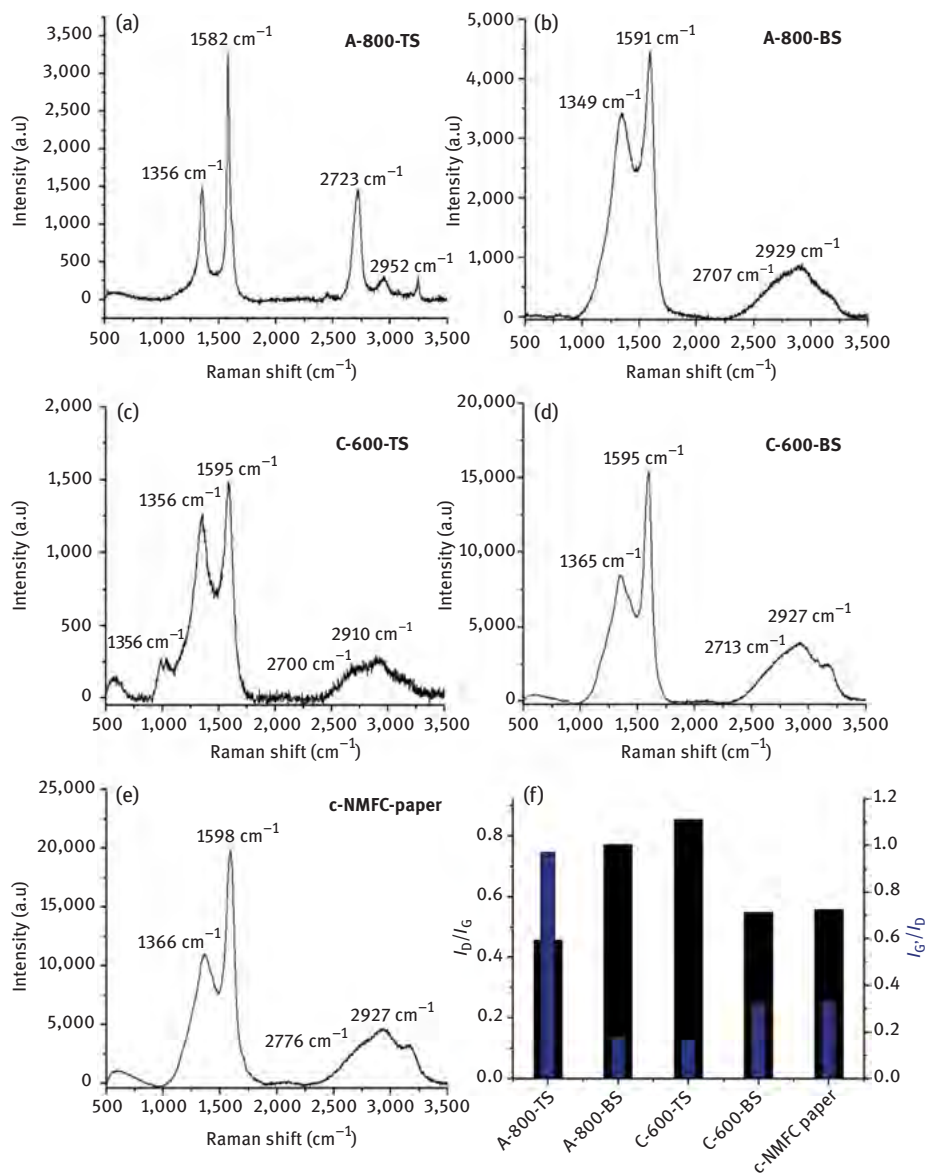 (a)
A-800-TS
3,500
3,000
2,500
2,000
1,500
1,000
500
0
Intensity (a.u)
1582 cm⁻¹
1356 cm⁻¹
2723 cm⁻¹
2952 cm⁻¹
500 1,000 1,500 2,000 2,500 3,000 3,500
Raman shift (cm⁻¹)
(b)
A-800-BS
5,000
4,000
3,000
2,000
1,000
0
Intensity (a.u)
1591 cm⁻¹
1349 cm⁻¹
2929 cm⁻¹
2707 cm⁻¹
500 1,000 1,500 2,000 2,500 3,000 3,500
Raman shift (cm⁻¹)
(c)
C-600-TS
2,000
1,500
1,000
500
0
Intensity (a.u)
1595 cm⁻¹
1356 cm⁻¹
1356 cm⁻¹
2910 cm⁻¹
2700 cm⁻¹
500 1,000 1,500 2,000 2,500 3,000 3,500
Raman shift (cm⁻¹)
(d)
C-600-BS
20,000
15,000
10,000
5,000
0
Intensity (a.u)
1595 cm⁻¹
1365 cm⁻¹
2927 cm⁻¹
2713 cm⁻¹
500 1,000 1,500 2,000 2,500 3,000 3,500
Raman shift (cm⁻¹)
(e)
c-NMFC-paper
25,000
20,000
15,000
10,000
5,000
0
Intensity (a.u)
1598 cm⁻¹
1366 cm⁻¹
2927 cm⁻¹
2776 cm⁻¹
500 1,000 1,500 2,000 2,500 3,000 3,500
Raman shift (cm⁻¹)
(f)
0.8
0.6
0.4
0.2
0.0
I_D/I_G
1.2
1.0
0.8
0.6
0.4
0.2
0.0
I_G'/I_D
A-800-TS
A-800-BS
C-600-TS
C-600-BS
c-NMFC paper